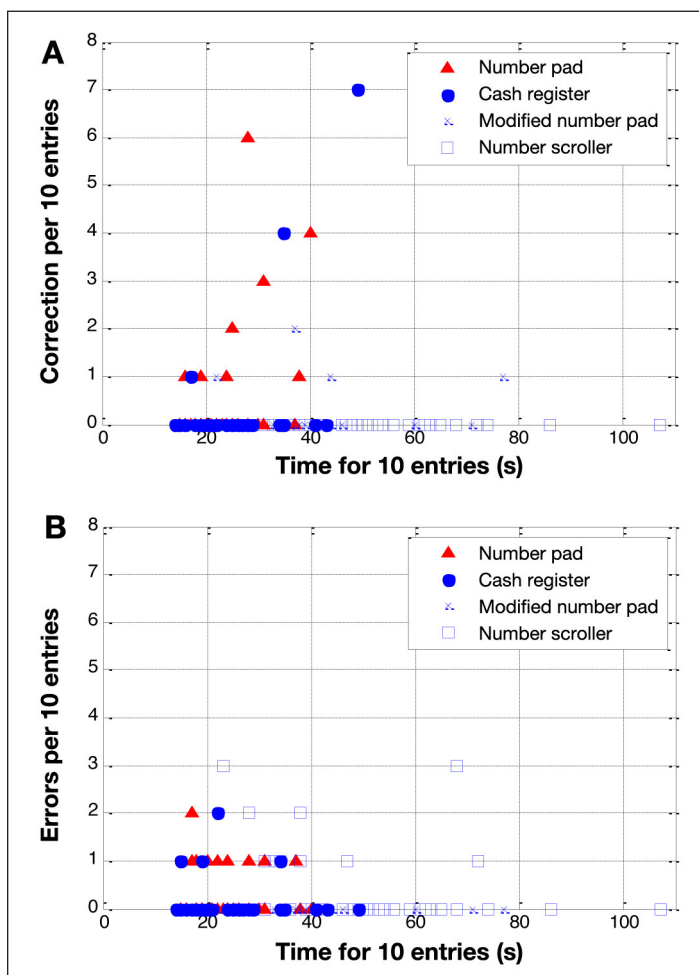 A
8
7
6
5
4
3
2
1
0
Correction per 10 entries
Number pad
Cash register
Modified number pad
Number scroller
0 20 40 60 80 100
Time for 10 entries (s)
B
8
7
6
5
4
3
2
1
0
Errors per 10 entries
Number pad
Cash register
Modified number pad
Number scroller
0 20 40 60 80 100
Time for 10 entries (s)